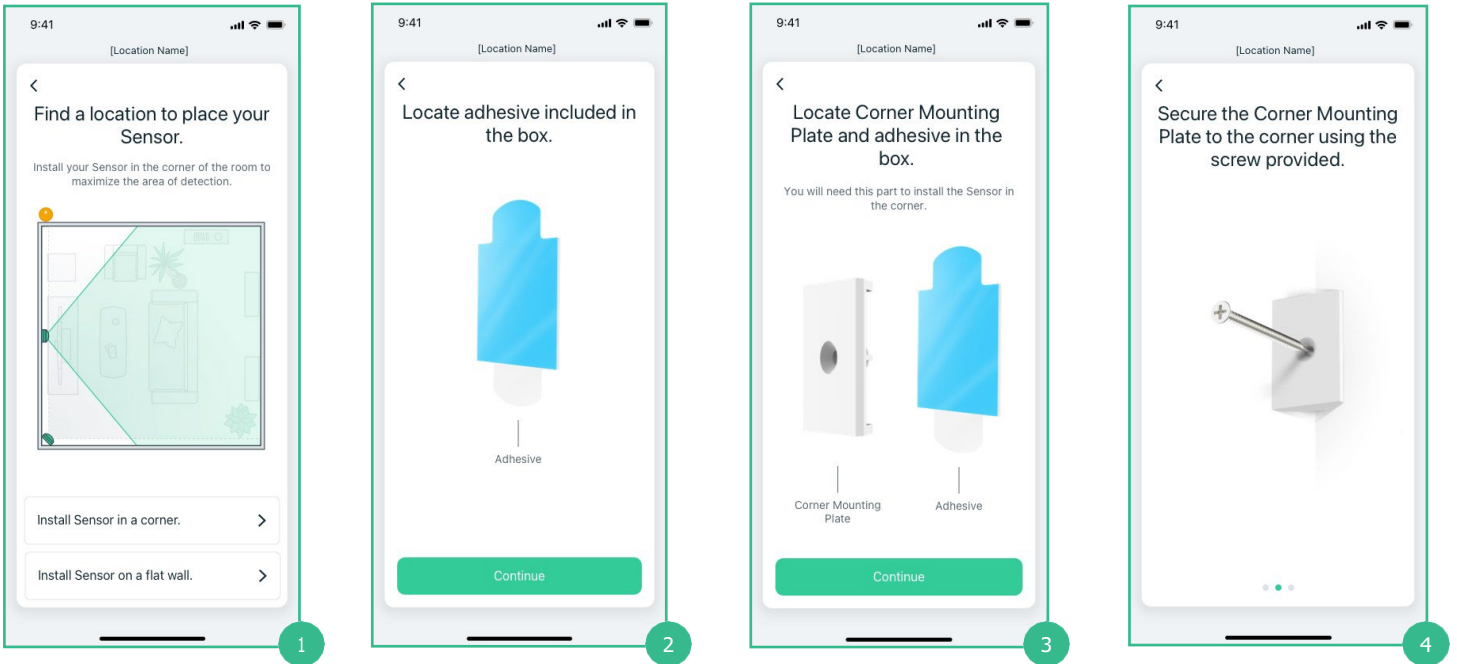 9:41
[Location Name]
Find a location to place your
Sensor.
Install your Sensor in the corner of the room to
maximize the area of detection.
Install Sensor in a corner.
Install Sensor on a flat wall.
1
9:41
[Location Name]
Locate adhesive included in
the box.
Adhesive
Continue
2
9:41
[Location Name]
Locate Corner Mounting
Plate and adhesive in the
box.
You will need this part to install the Sensor in
the corner.
Corner Mounting
Plate
Adhesive
Continue
3
9:41
[Location Name]
Secure the Corner Mounting
Plate to the corner using the
screw provided.
4